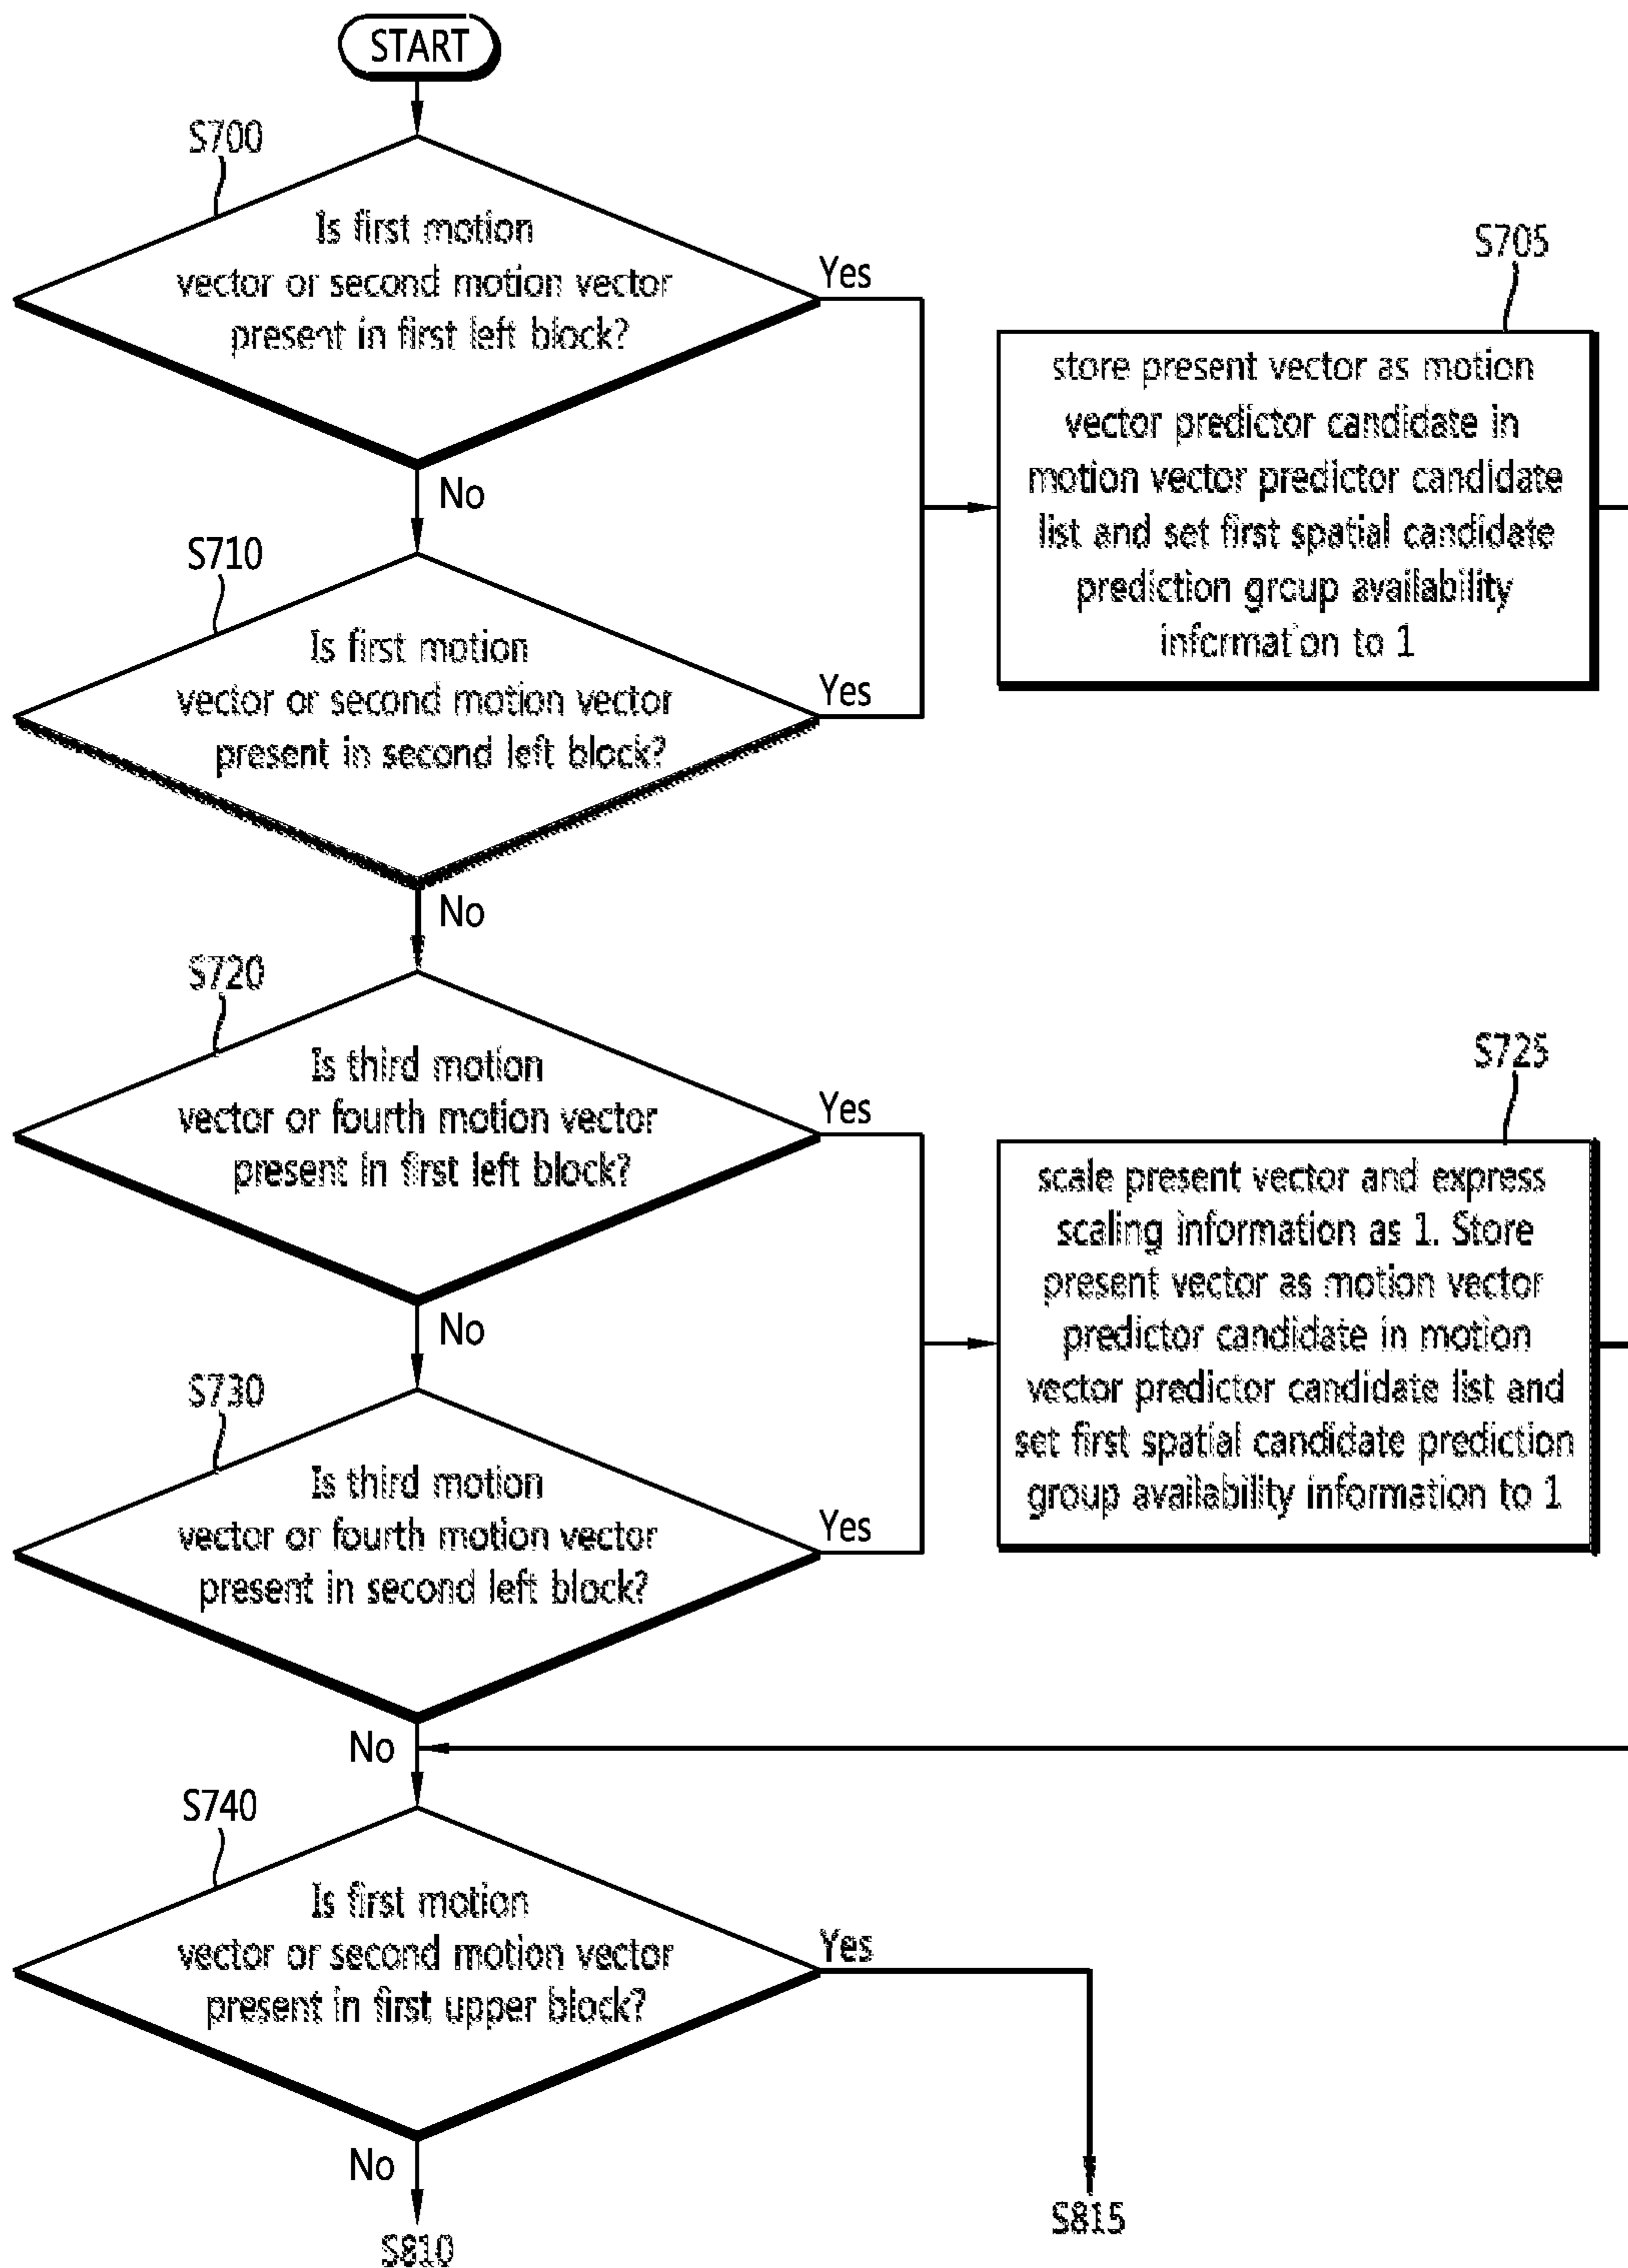 START
S700
Is first motion
vector or second motion vector
present in first left block?
Yes
No
S705
store present vector as motion
vector predictor candidate in
motion vector predictor candidate
list and set first spatial candidate
prediction group availability
information to 1
S710
Is first motion
vector or second motion vector
present in second left block?
Yes
No
S720
Is third motion
vector or fourth motion vector
present in first left block?
Yes
No
S725
scale present vector and express
scaling information as 1. Store
present vector as motion vector
predictor candidate in motion
vector predictor candidate list and
set first spatial candidate prediction
group availability information to 1
S730
Is third motion
vector or fourth motion vector
present in second left block?
Yes
No
S740
Is first motion
vector or second motion vector
present in first upper block?
Yes
No
S815
S810